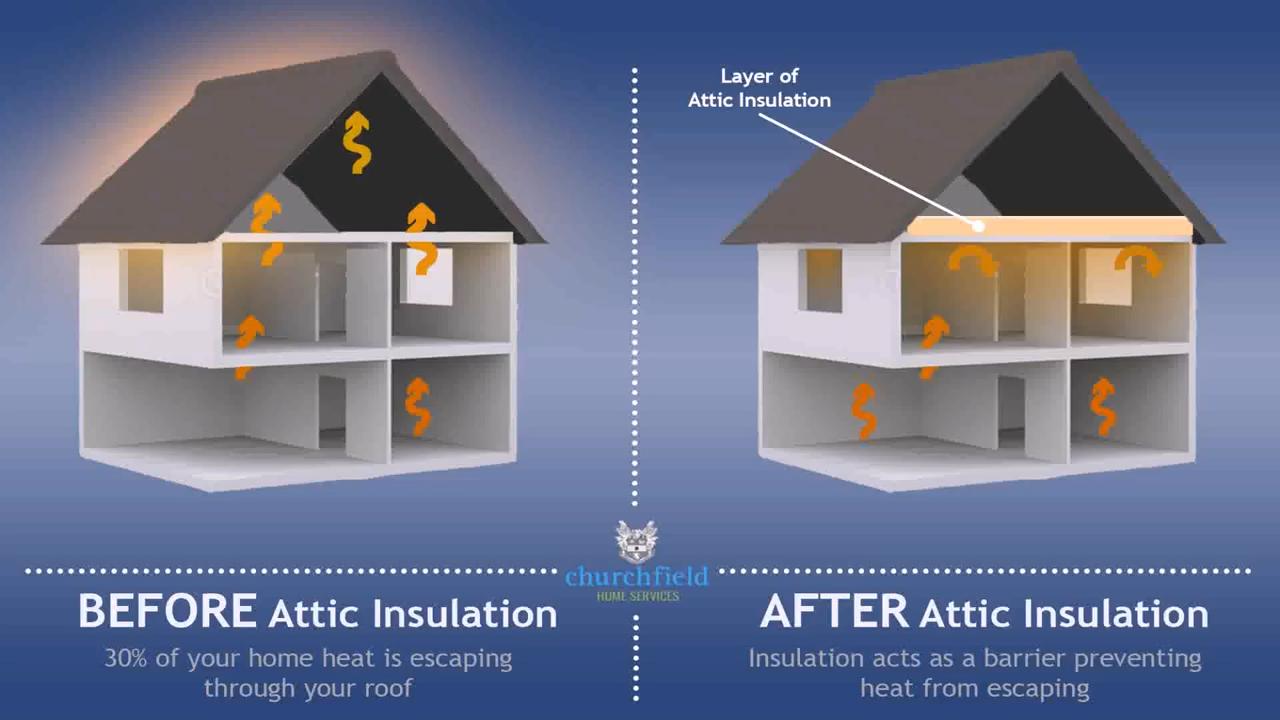 Layer of
Attic Insulation
churchfield
HOME SERVICES
BEFORE Attic Insulation
30% of your home heat is escaping
through your roof
AFTER Attic Insulation
Insulation acts as a barrier preventing
heat from escaping